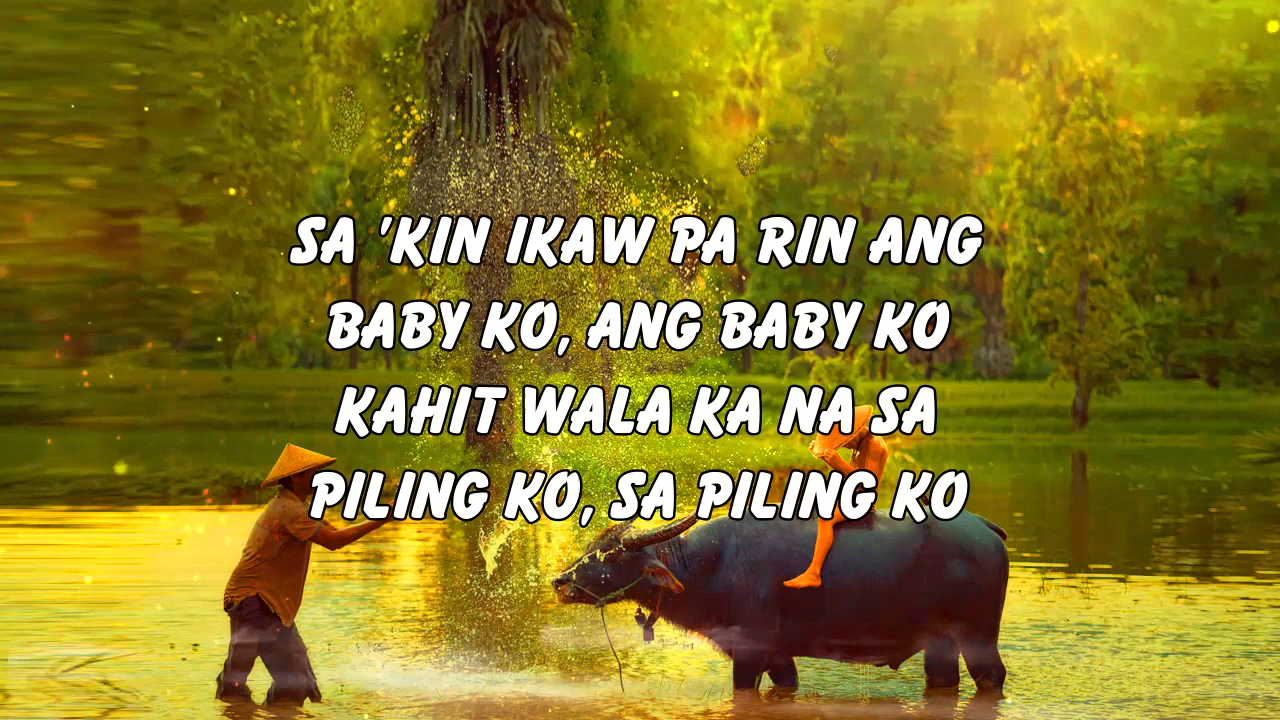 SA 'KIN IKAW PA RIN ANG
BABY KO, ANG BABY KO
KAHIT WALA KA NA SA
PILING KO, SA PILING KO